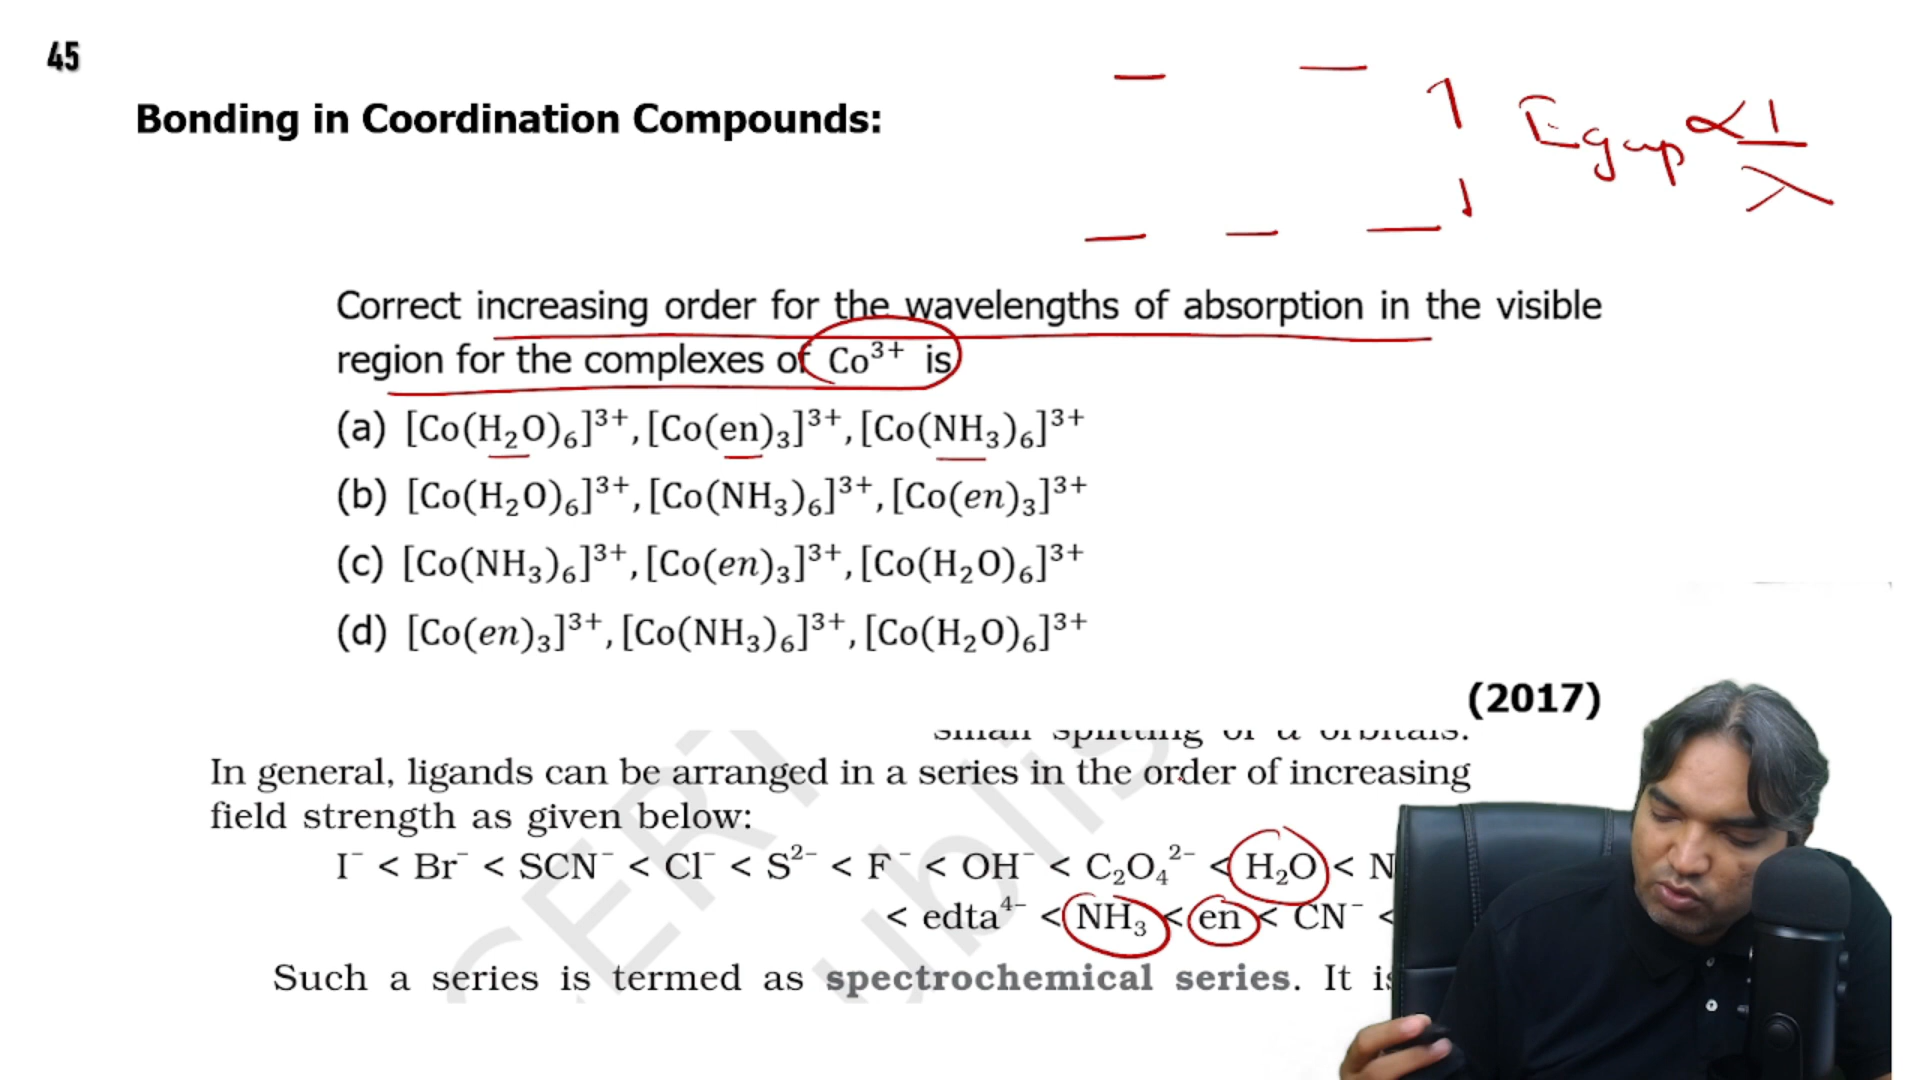 45
Bonding in Coordination Compounds:
E gap ∝ 1/λ
Correct increasing order for the wavelengths of absorption in the visible
region for the complexes of Co³⁺ is
(a) [Co(H₂O)₆]³⁺, [Co(en)₃]³⁺, [Co(NH₃)₆]³⁺
(b) [Co(H₂O)₆]³⁺, [Co(NH₃)₆]³⁺, [Co(en)₃]³⁺
(c) [Co(NH₃)₆]³⁺, [Co(en)₃]³⁺, [Co(H₂O)₆]³⁺
(d) [Co(en)₃]³⁺, [Co(NH₃)₆]³⁺, [Co(H₂O)₆]³⁺
(2017)
small splitting of d orbitals.
In general, ligands can be arranged in a series in the order of increasing
field strength as given below:
I⁻ < Br⁻ < SCN⁻ < Cl⁻ < S²⁻ < F⁻ < OH⁻ < C₂O₄²⁻ < H₂O < N
< edta⁴⁻ < NH₃ < en < CN⁻ <
Such a series is termed as spectrochemical series. It is